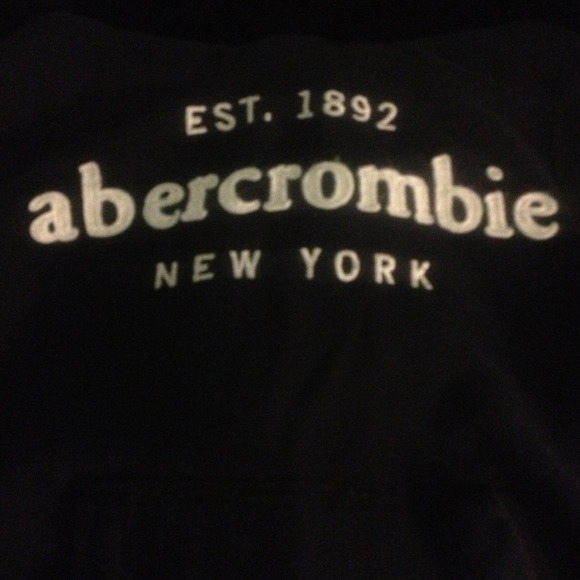 EST. 1892
abercrombie
NEW YORK